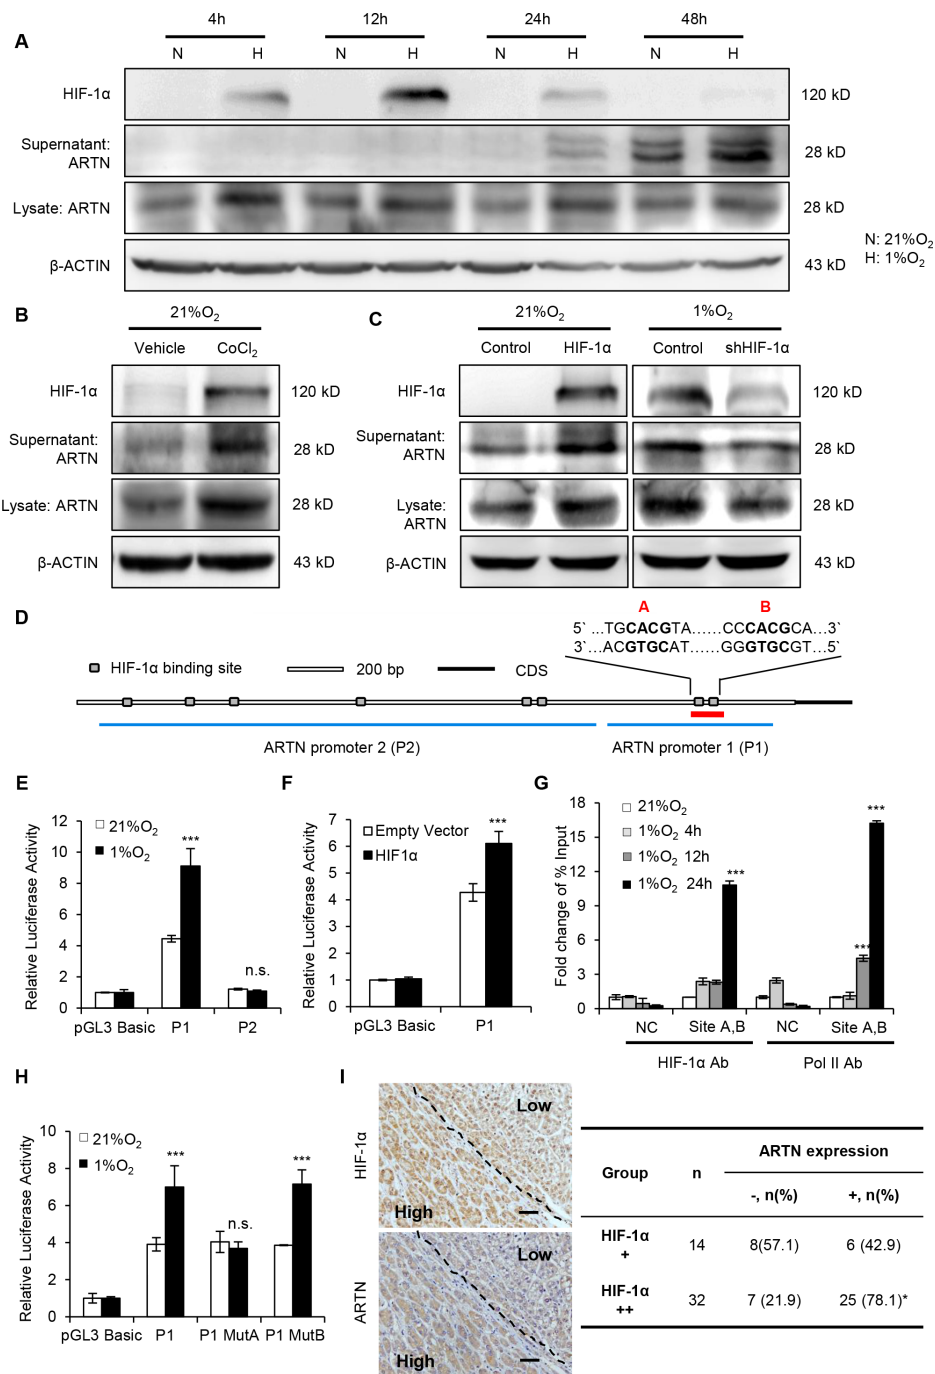 A
4h 12h 24h 48h
N H N H N H N H
HIF-1α 120 kD
Supernatant: ARTN 28 kD
Lysate: ARTN 28 kD
β-ACTIN 43 kD
N: 21%O2
H: 1%O2
B
21%O2
Vehicle CoCl2
HIF-1α 120 kD
Supernatant: ARTN 28 kD
Lysate: ARTN 28 kD
β-ACTIN 43 kD
C
21%O2 1%O2
Control HIF-1α Control shHIF-1α
HIF-1α 120 kD
Supernatant: ARTN 28 kD
Lysate: ARTN 28 kD
β-ACTIN 43 kD
D
A B
5` ...TGCACGTA......CCCACGCA...3`
3`...ACGTGCAT......GGGTGCGT...5`
HIF-1α binding site 200 bp CDS
ARTN promoter 2 (P2) ARTN promoter 1 (P1)
E
Relative Luciferase Activity
21%O2
1%O2
12
10
8
6
4
2
0
***
n.s.
pGL3 Basic P1 P2
F
Relative Luciferase Activity
Empty Vector
HIF1α
7
6
5
4
3
2
1
0
***
pGL3 Basic P1
G
Fold change of % Input
21%O2
1%O2 4h
1%O2 12h
1%O2 24h
18
15
12
9
6
3
0
***
***
***
NC Site A,B NC Site A,B
HIF-1α Ab Pol II Ab
H
Relative Luciferase Activity
21%O2
1%O2
10
8
6
4
2
0
***
n.s.
***
pGL3 Basic P1 P1 MutA P1 MutB
I
HIF-1α
Low
High
ARTN
Low
High
Group n ARTN expression
-, n(%) +, n(%)
HIF-1α + 14 8(57.1) 6 (42.9)
HIF-1α ++ 32 7 (21.9) 25 (78.1)*